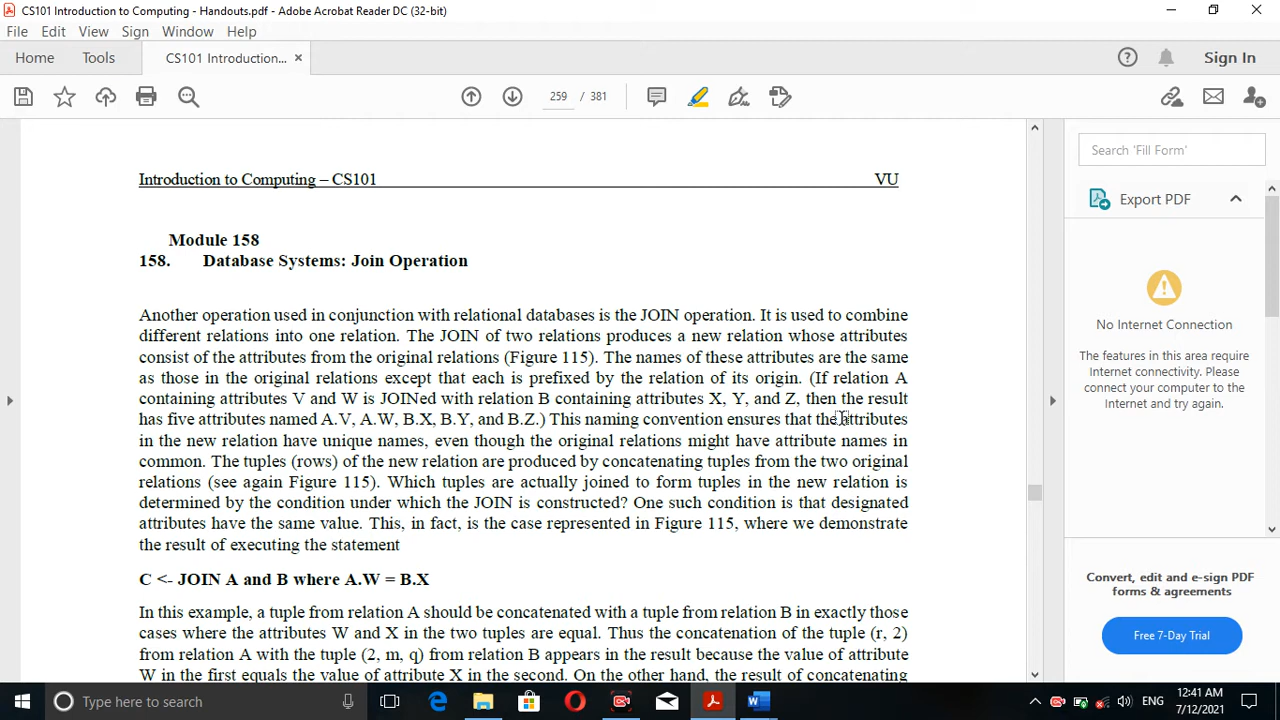 CS101 Introduction to Computing - Handouts.pdf - Adobe Acrobat Reader DC (32-bit)
File Edit View Sign Window Help
Home Tools CS101 Introduction... × Sign In
259 / 381
Introduction to Computing – CS101 VU
Module 158
158. Database Systems: Join Operation
Another operation used in conjunction with relational databases is the JOIN operation. It is used to combine
different relations into one relation. The JOIN of two relations produces a new relation whose attributes
consist of the attributes from the original relations (Figure 115). The names of these attributes are the same
as those in the original relations except that each is prefixed by the relation of its origin. (If relation A
containing attributes V and W is JOINed with relation B containing attributes X, Y, and Z, then the result
has five attributes named A.V, A.W, B.X, B.Y, and B.Z.) This naming convention ensures that the attributes
in the new relation have unique names, even though the original relations might have attribute names in
common. The tuples (rows) of the new relation are produced by concatenating tuples from the two original
relations (see again Figure 115). Which tuples are actually joined to form tuples in the new relation is
determined by the condition under which the JOIN is constructed? One such condition is that designated
attributes have the same value. This, in fact, is the case represented in Figure 115, where we demonstrate
the result of executing the statement
C <- JOIN A and B where A.W = B.X
In this example, a tuple from relation A should be concatenated with a tuple from relation B in exactly those
cases where the attributes W and X in the two tuples are equal. Thus the concatenation of the tuple (r, 2)
from relation A with the tuple (2, m, q) from relation B appears in the result because the value of attribute
W in the first equals the value of attribute X in the second. On the other hand, the result of concatenating
Search 'Fill Form'
Export PDF
No Internet Connection
The features in this area require
Internet connectivity. Please
connect your computer to the
Internet and try again.
Convert, edit and e-sign PDF
forms & agreements
Free 7-Day Trial
Type here to search
ENG
12:41 AM
7/12/2021